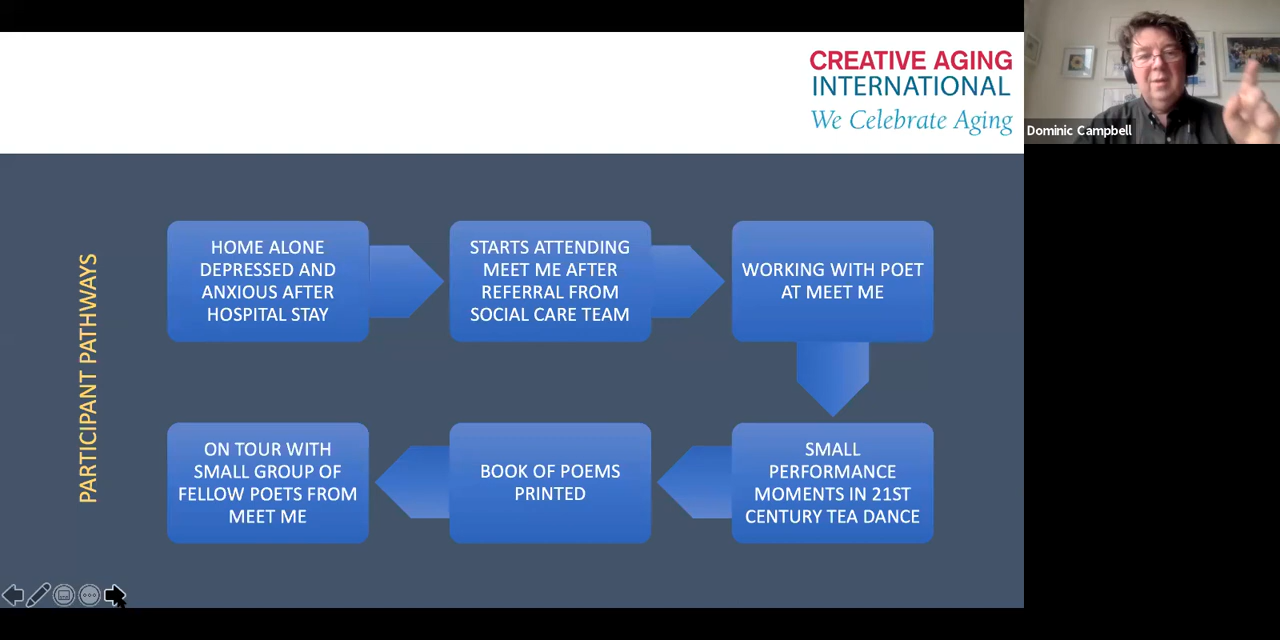 CREATIVE AGING
INTERNATIONAL
We Celebrate Aging
Dominic Campbell
PARTICIPANT PATHWAYS
HOME ALONE
DEPRESSED AND
ANXIOUS AFTER
HOSPITAL STAY
STARTS ATTENDING
MEET ME AFTER
REFERRAL FROM
SOCIAL CARE TEAM
WORKING WITH POET
AT MEET ME
SMALL
PERFORMANCE
MOMENTS IN 21ST
CENTURY TEA DANCE
BOOK OF POEMS
PRINTED
ON TOUR WITH
SMALL GROUP OF
FELLOW POETS FROM
MEET ME